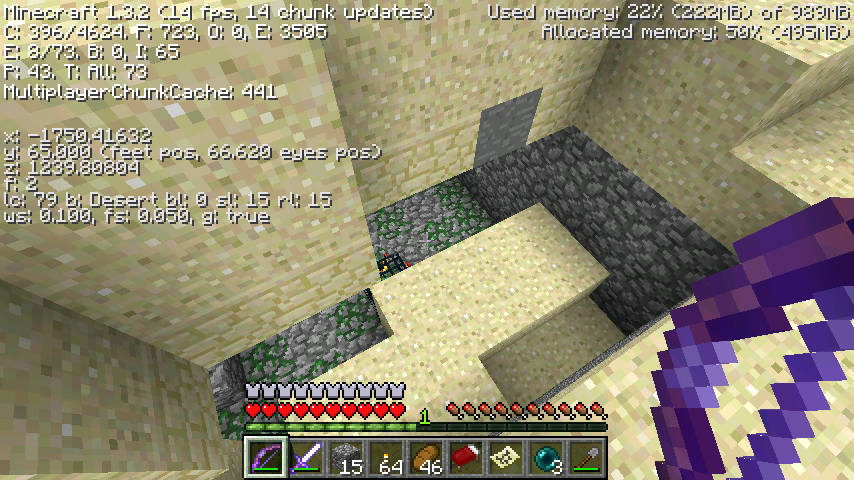 Minecraft 1.3.2 (14 fps, 14 chunk updates)
Used memory: 22% (222MB) of 989MB
C: 396/4624, F: 723, O: 0, E: 3505
Allocated memory: 50% (495MB)
E: 8/73, B: 0, I: 65
P: 43, T: All: 73
MultiplayerChunkCache: 441
x: -1750.41632
y: 65.000 (feet pos, 66.620 eyes pos)
z: 1239.80804
f: 2
lc: 79 b: Desert bl: 0 sl: 15 rl: 15
ws: 0.100, fs: 0.050, g: true
1
15
64
46
3